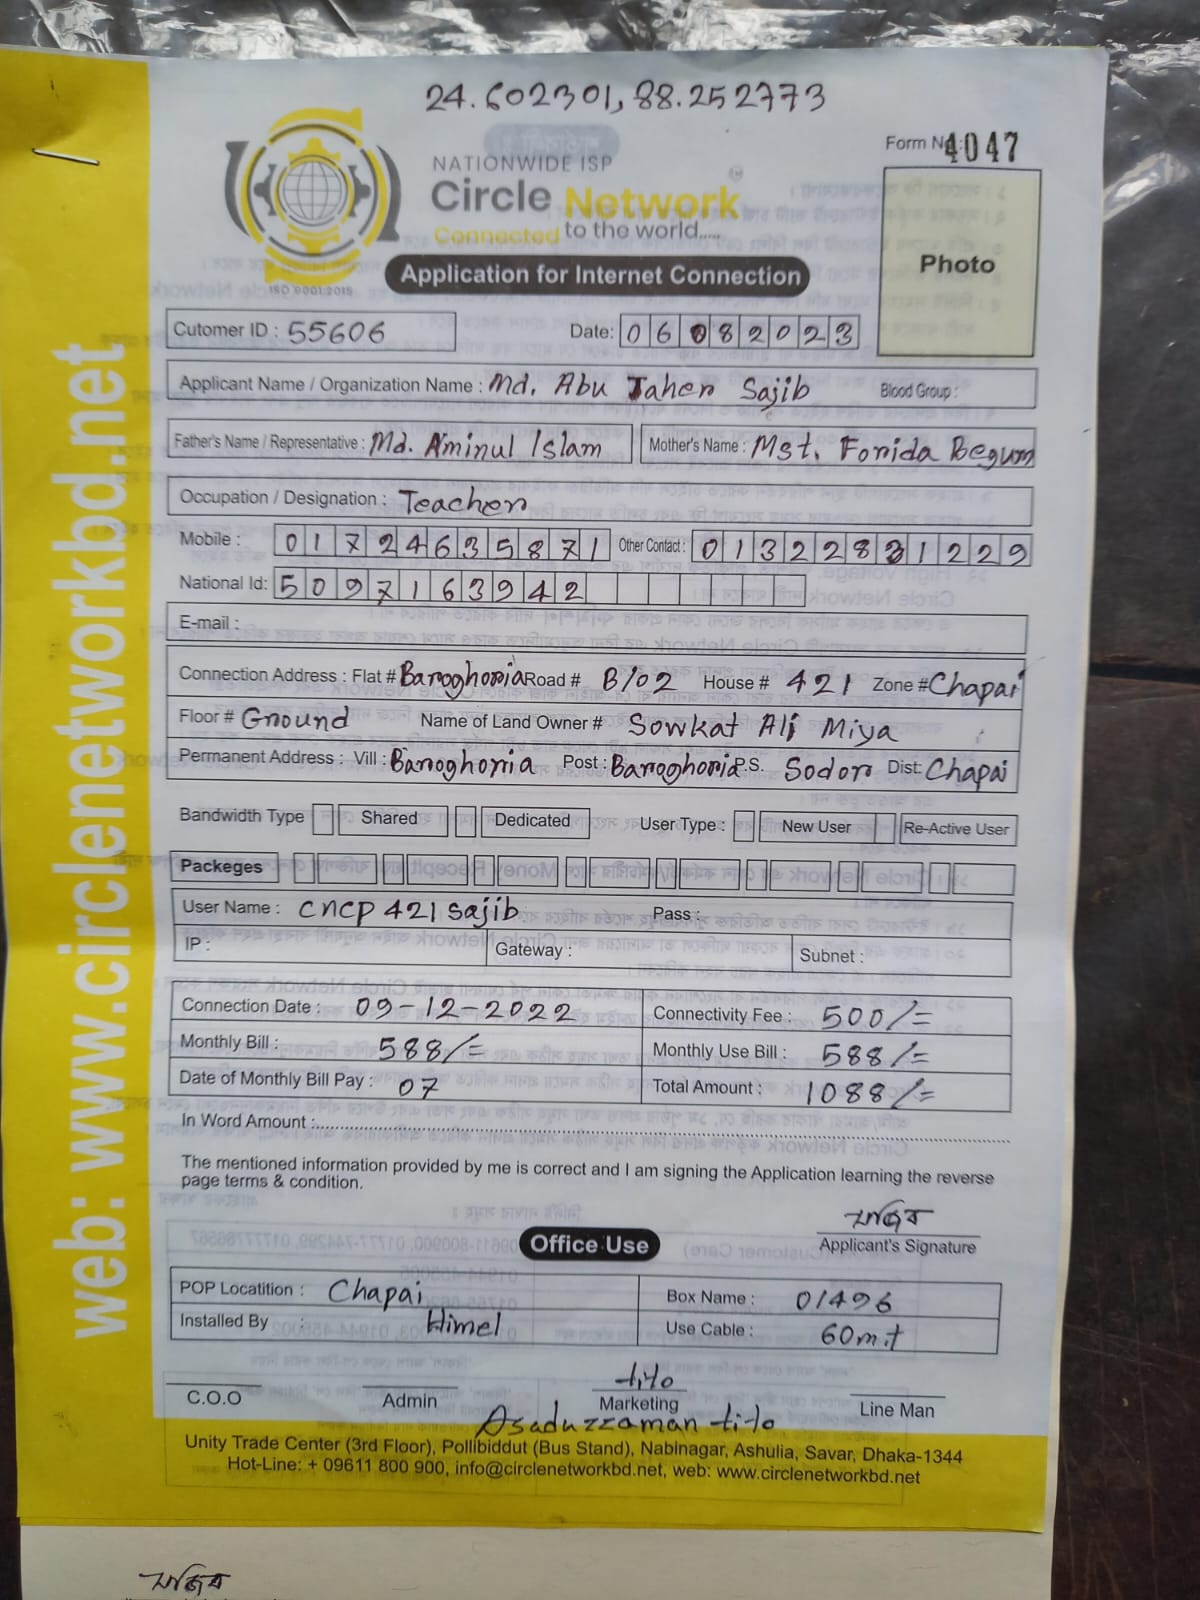 24.602301, 88.252773
Form No: 4047
NATIONWIDE ISP
Circle Network
Connected to the world.....
ISO 9001:2015
Photo
Application for Internet Connection
Cutomer ID : 55606 Date: 06082023
Applicant Name / Organization Name : Md. Abu Taher Sajib Blood Group :
Father's Name / Representative : Md. Aminul Islam Mother's Name : Mst. Forida Begum
Occupation / Designation : Teacher
Mobile : 01724635871 Other Contact : 01322831229
National Id: 5097163942
E-mail :
Connection Address : Flat # Baroghoria Road # B/02 House # 421 Zone # Chapai
Floor # Ground Name of Land Owner # Sowkat Ali Miya
Permanent Address : Vill : Baroghoria Post : Baroghoria P.S. Sodor Dist: Chapai
Bandwidth Type Shared Dedicated User Type : New User Re-Active User
Packeges
User Name : CNCP421Sajib Pass :
IP : Gateway : Subnet :
Connection Date : 09-12-2022 Connectivity Fee : 500/=
Monthly Bill : 588/= Monthly Use Bill : 588/=
Date of Monthly Bill Pay : 07 Total Amount : 1088/=
In Word Amount :
The mentioned information provided by me is correct and I am signing the Application learning the reverse
page terms & condition.
সজিব
Applicant's Signature
Office Use
POP Locatition : Chapai Box Name : 01496
Installed By : Himel Use Cable : 60mit
tito
C.O.O Admin Marketing Line Man
Asaduzzaman tito
Unity Trade Center (3rd Floor), Pollibiddut (Bus Stand), Nabinagar, Ashulia, Savar, Dhaka-1344
Hot-Line: + 09611 800 900, info@circlenetworkbd.net, web: www.circlenetworkbd.net
web: www.circlenetworkbd.net
সজিব